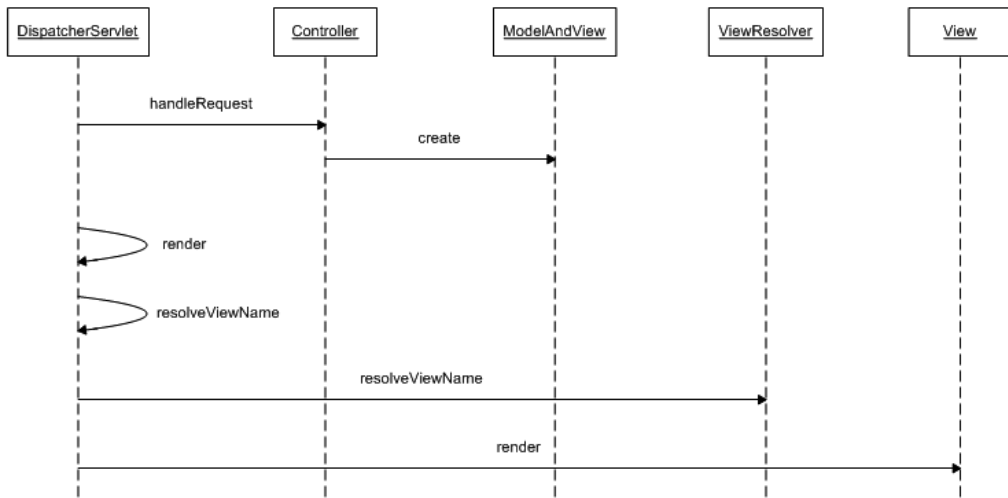 DispatcherServlet
Controller
ModelAndView
ViewResolver
View
handleRequest
create
render
resolveViewName
resolveViewName
render